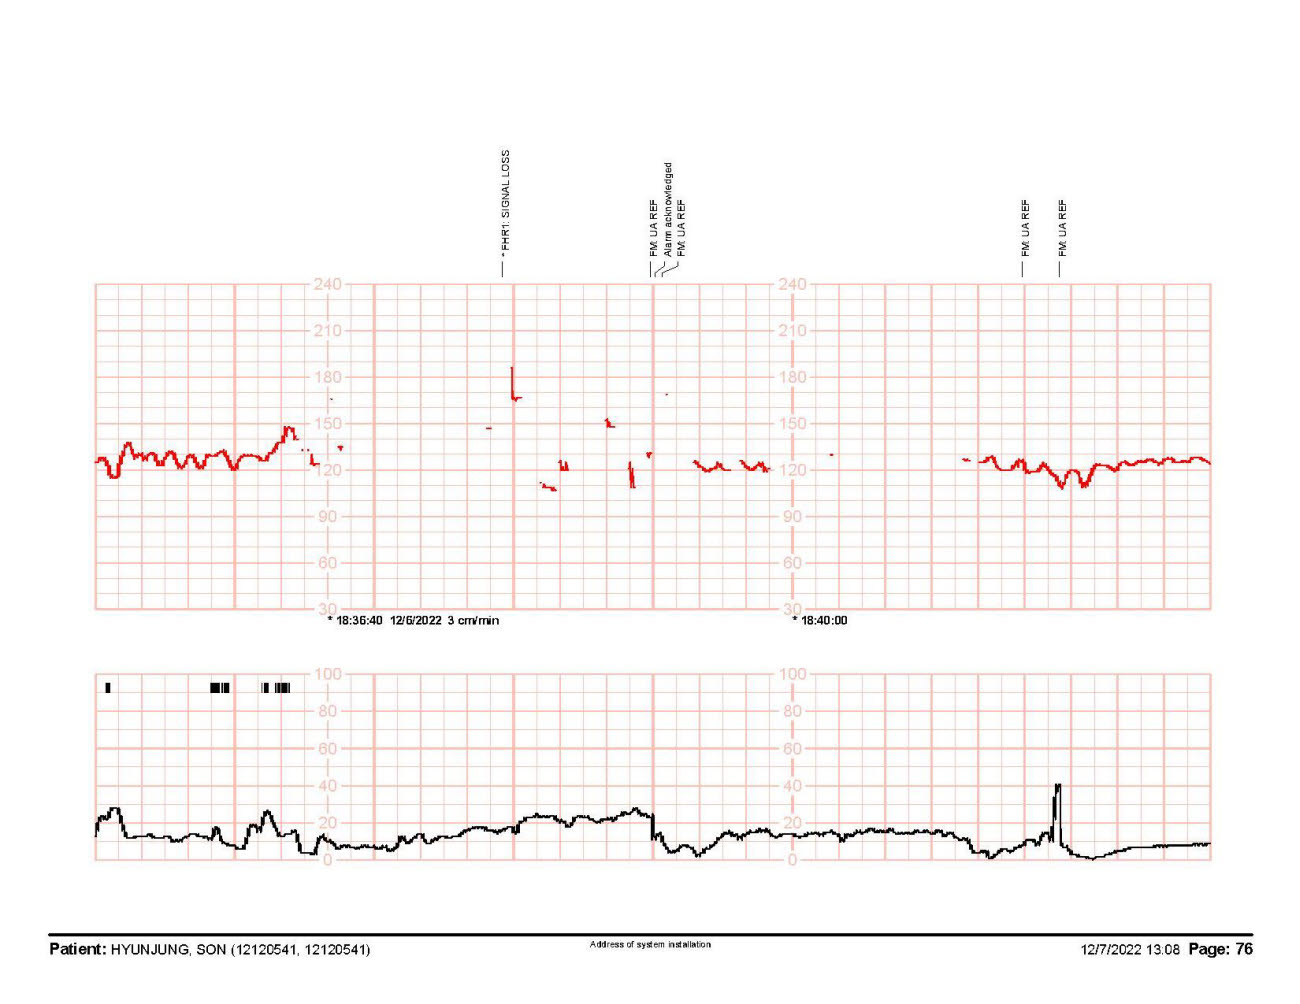 * FHR1: SIGNAL LOSS
FM: UA REF
Alarm acknowledged
FM: UA REF
FM: UA REF
FM: UA REF
240 240
210 210
180 180
150 150
120 120
90 90
60 60
30 30
* 18:36:40 12/6/2022 3 cm/min * 18:40:00
100 100
80 80
60 60
40 40
20 20
0 0
Patient: HYUNJUNG, SON (12120541, 12120541) Address of system installation 12/7/2022 13:08 Page: 76